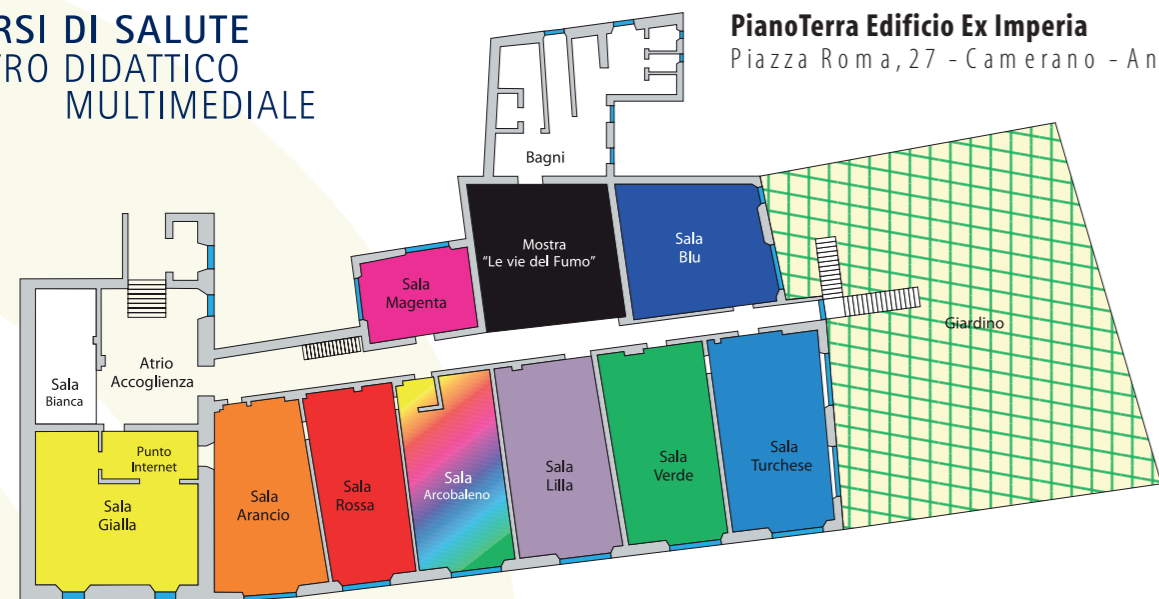 RSI DI SALUTE
TRO DIDATTICO
MULTIMEDIALE
PianoTerra Edificio Ex Imperia
Piazza Roma, 27 - Camerano - An
Bagni
Mostra
"Le vie del Fumo"
Sala
Blu
Sala
Magenta
Giardino
Atrio
Accoglienza
Sala
Bianca
Punto
Internet
Sala
Gialla
Sala
Arancio
Sala
Rossa
Sala
Arcobaleno
Sala
Lilla
Sala
Verde
Sala
Turchese